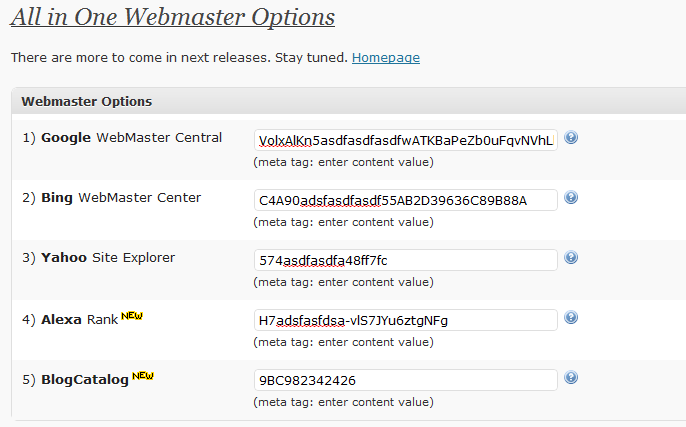 All in One Webmaster Options
There are more to come in next releases. Stay tuned. Homepage
Webmaster Options
1) Google WebMaster Central VolxAlKn5asdfasdfasdfwATKBaPeZb0uFqvNVhL
(meta tag: enter content value)
2) Bing WebMaster Center C4A90adsfasdfasdf55AB2D39636C89B88A
(meta tag: enter content value)
3) Yahoo Site Explorer 574asdfasdfa48ff7fc
(meta tag: enter content value)
4) Alexa Rank NEW H7adsfasfdsa-vlS7JYu6ztgNFg
(meta tag: enter content value)
5) BlogCatalog NEW 9BC982342426
(meta tag: enter content value)